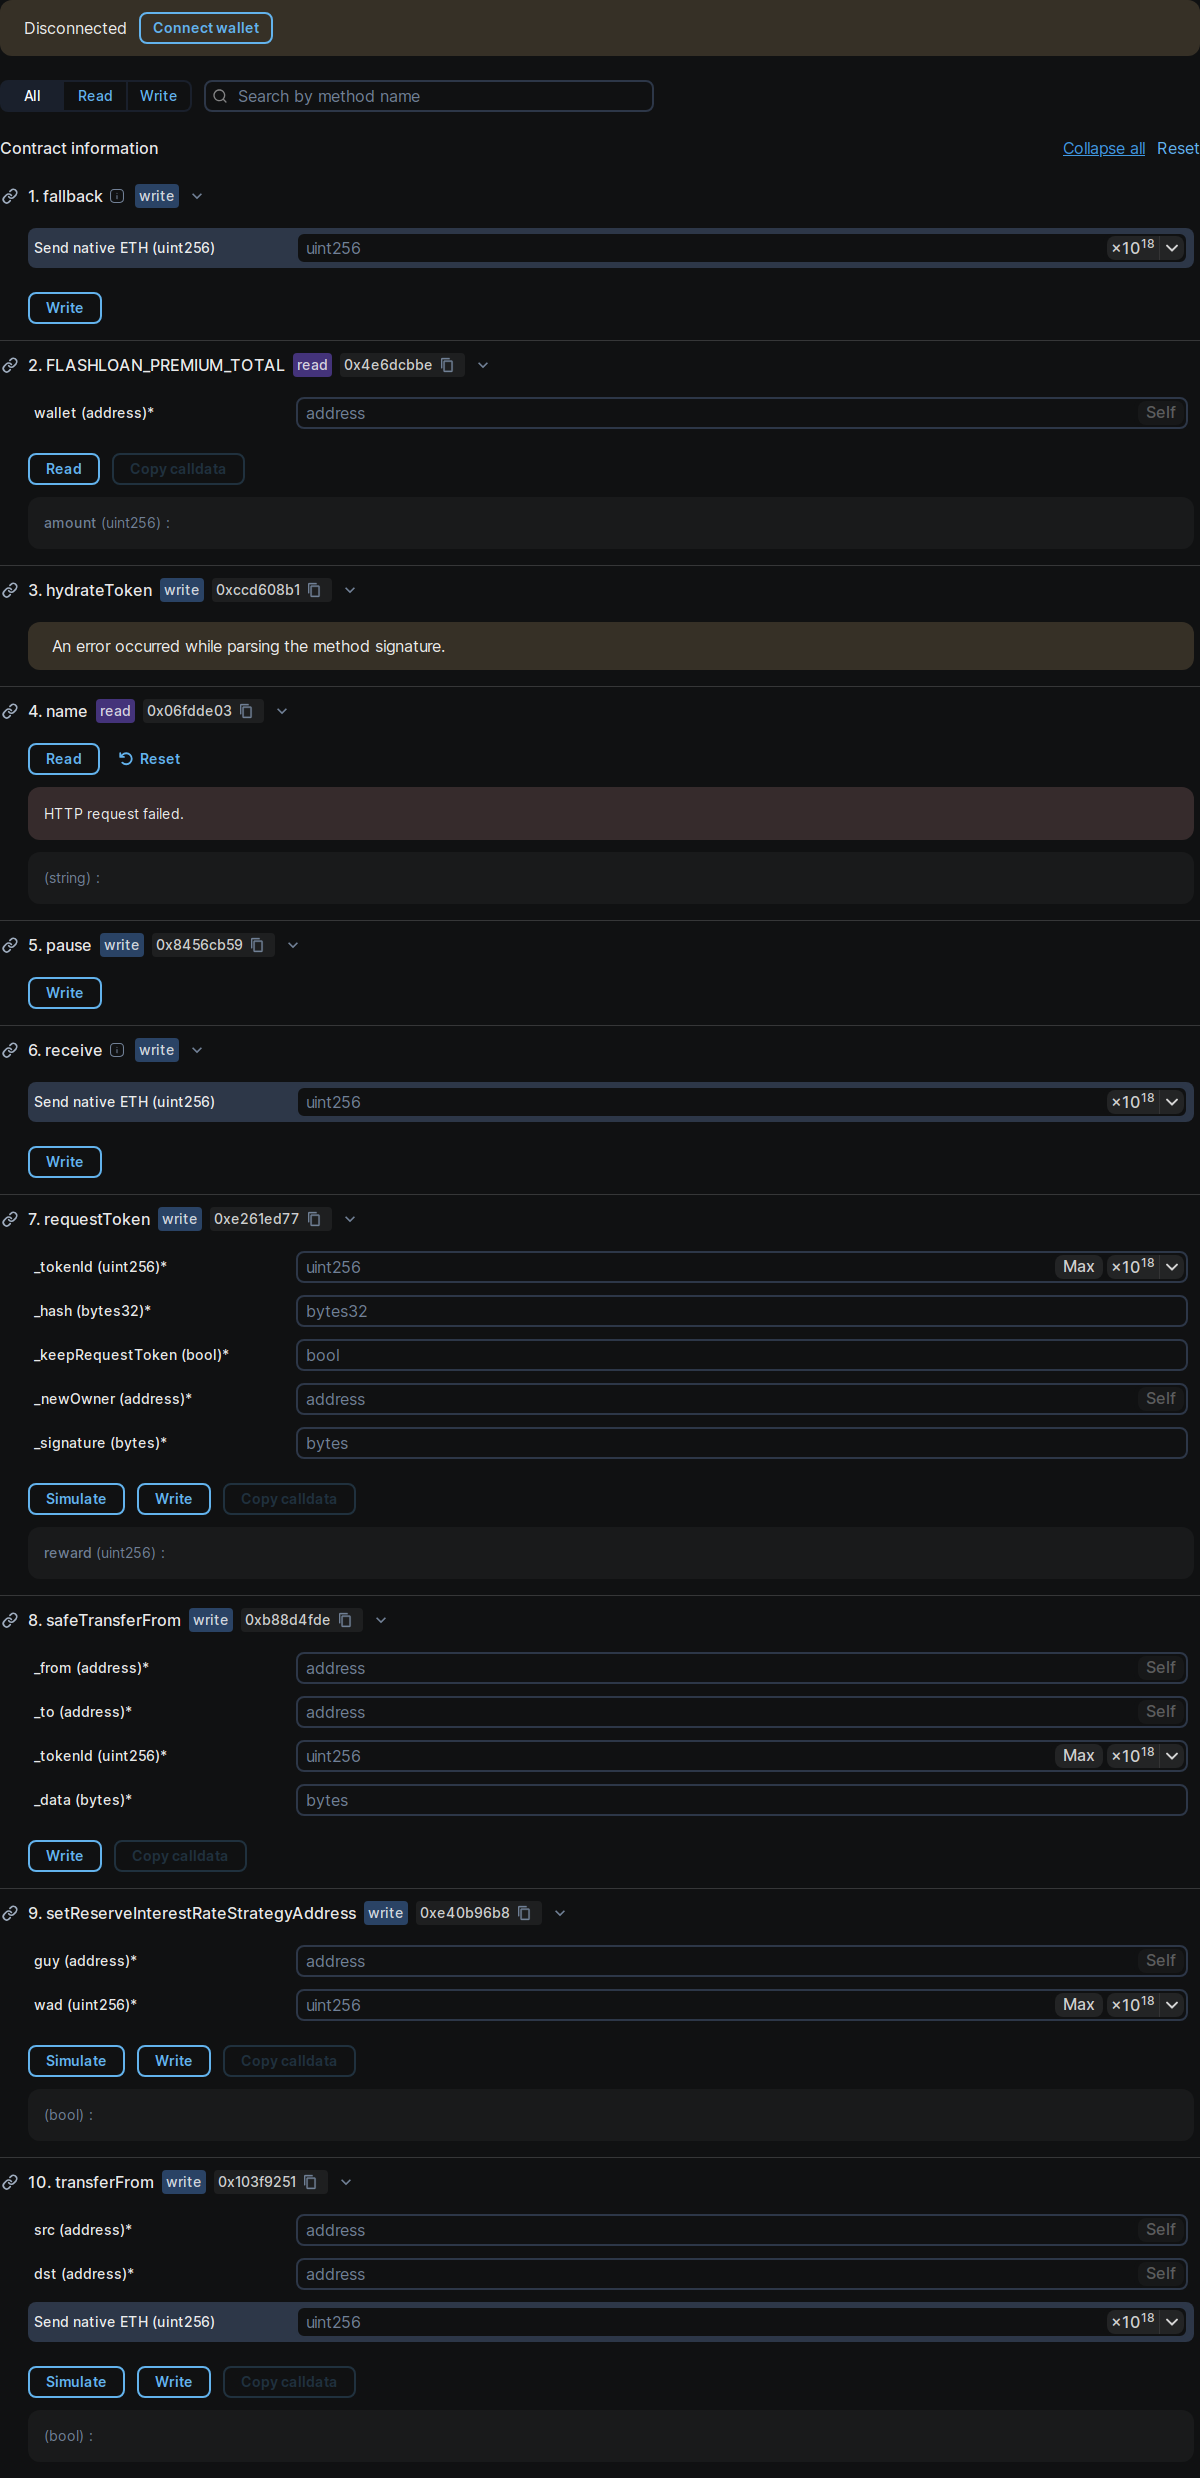 Disconnected Connect wallet
All Read Write Search by method name
Contract information Collapse all Reset
1. fallback write
Send native ETH (uint256) uint256 ×10^18
Write
2. FLASHLOAN_PREMIUM_TOTAL read 0x4e6dcbbe
wallet (address)* address Self
Read Copy calldata
amount (uint256) :
3. hydrateToken write 0xccd608b1
An error occurred while parsing the method signature.
4. name read 0x06fdde03
Read Reset
HTTP request failed.
(string) :
5. pause write 0x8456cb59
Write
6. receive write
Send native ETH (uint256) uint256 ×10^18
Write
7. requestToken write 0xe261ed77
_tokenId (uint256)* uint256 Max ×10^18
_hash (bytes32)* bytes32
_keepRequestToken (bool)* bool
_newOwner (address)* address Self
_signature (bytes)* bytes
Simulate Write Copy calldata
reward (uint256) :
8. safeTransferFrom write 0xb88d4fde
_from (address)* address Self
_to (address)* address Self
_tokenId (uint256)* uint256 Max ×10^18
_data (bytes)* bytes
Write Copy calldata
9. setReserveInterestRateStrategyAddress write 0xe40b96b8
guy (address)* address Self
wad (uint256)* uint256 Max ×10^18
Simulate Write Copy calldata
(bool) :
10. transferFrom write 0x103f9251
src (address)* address Self
dst (address)* address Self
Send native ETH (uint256) uint256 ×10^18
Simulate Write Copy calldata
(bool) :